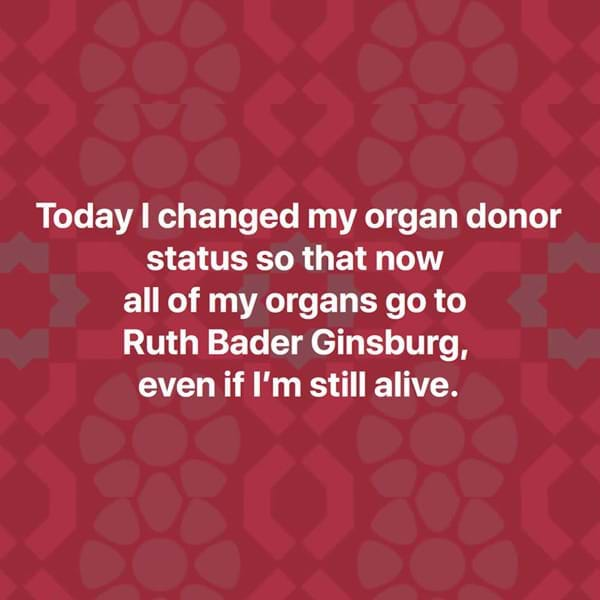 Today I changed my organ donor
status so that now
all of my organs go to
Ruth Bader Ginsburg,
even if I’m still alive.